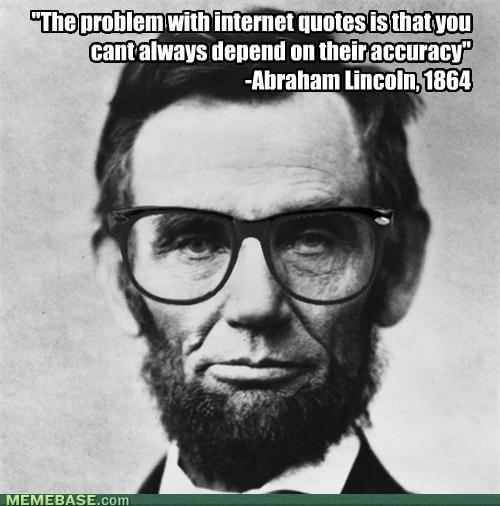 "The problem with internet quotes is that you
cant always depend on their accuracy"
-Abraham Lincoln, 1864
MEMEBASE.com